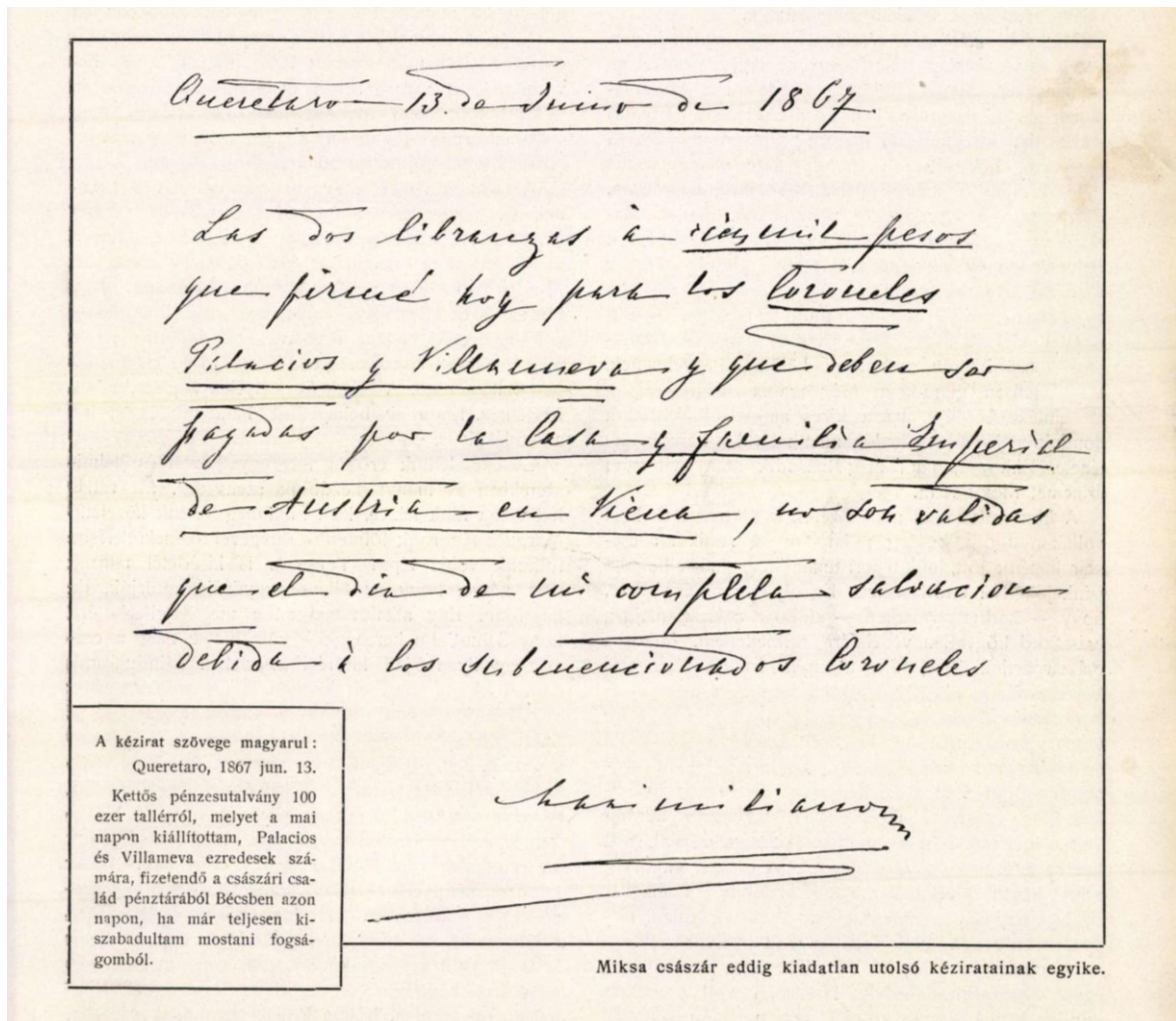 Queretaro 13 de Junio de 1867.
Las dos libranzas à cien mil pesos
que firmé hoy para los Coroneles
Palacios y Villanueva y que deben ser
pagadas por la Casa y familia Imperial
de Austria en Viena, no son validas
que el dia de mi completa salvacion
debida à los submencionados Coroneles
Maximiliano
A kézirat szövege magyarul:
Queretaro, 1867 jun. 13.
Kettős pénzesutalvány 100
ezer tallérról, melyet a mai
napon kiállítottam, Palacios
és Villameva ezredesek szá-
mára, fizetendő a császári csa-
lád pénztárából Bécsben azon
napon, ha már teljesen ki-
szabadultam mostani fogsá-
gomból.
Miksa császár eddig kiadatlan utolsó kéziratainak egyike.